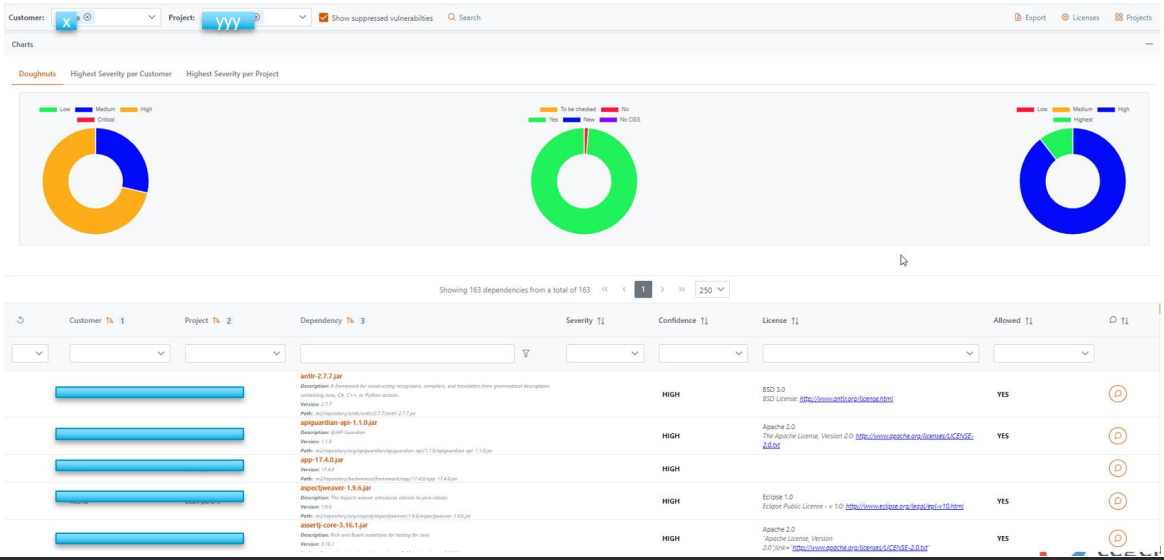 Customer: x a Project: yyy Show suppressed vulnerabilties Search Export Licenses Projects
Charts
Doughnuts Highest Severity per Customer Highest Severity per Project
Low Medium High
Critical
To be checked No
Yes New No OSS
Low Medium High
Highest
Showing 163 dependencies from a total of 163 1 250
Customer 1 Project 2 Dependency 3 Severity Confidence License Allowed
antlr-2.7.7.jar
Description: A framework for constructing recognizers, compilers, and translators from grammatical descriptions
containing Java, C#, C++, or Python actions.
Version: 2.7.7
Path: m2/repository/antlr/antlr/2.7.7/antlr-2.7.7.jar
HIGH
BSD 3.0
BSD License: http://www.antlr.org/license.html
YES
apiguardian-api-1.1.0.jar
Description: @API Guardian
Version: 1.1.0
Path: m2/repository/org/apiguardian/apiguardian-api/1.1.0/apiguardian-api-1.1.0.jar
HIGH
Apache 2.0
The Apache License, Version 2.0: http://www.apache.org/licenses/LICENSE-
2.0.txt
YES
app-17.4.0.jar
Version: 17.4.0
HIGH
aspectjweaver-1.9.6.jar
Description: The AspectJ weaver introduces advices to java classes
Version: 1.9.6
Path: m2/repository/org/aspectj/aspectjweaver/1.9.6/aspectjweaver-1.9.6.jar
HIGH
Eclipse 1.0
Eclipse Public License - v 1.0: http://www.eclipse.org/legal/epl-v10.html
YES
assertj-core-3.16.1.jar
Description: Rich and fluent assertions for testing for Java
Version: 3.16.1
HIGH
Apache 2.0
"Apache License, Version
2.0";link="http://www.apache.org/licenses/LICENSE-2.0.txt"
YES